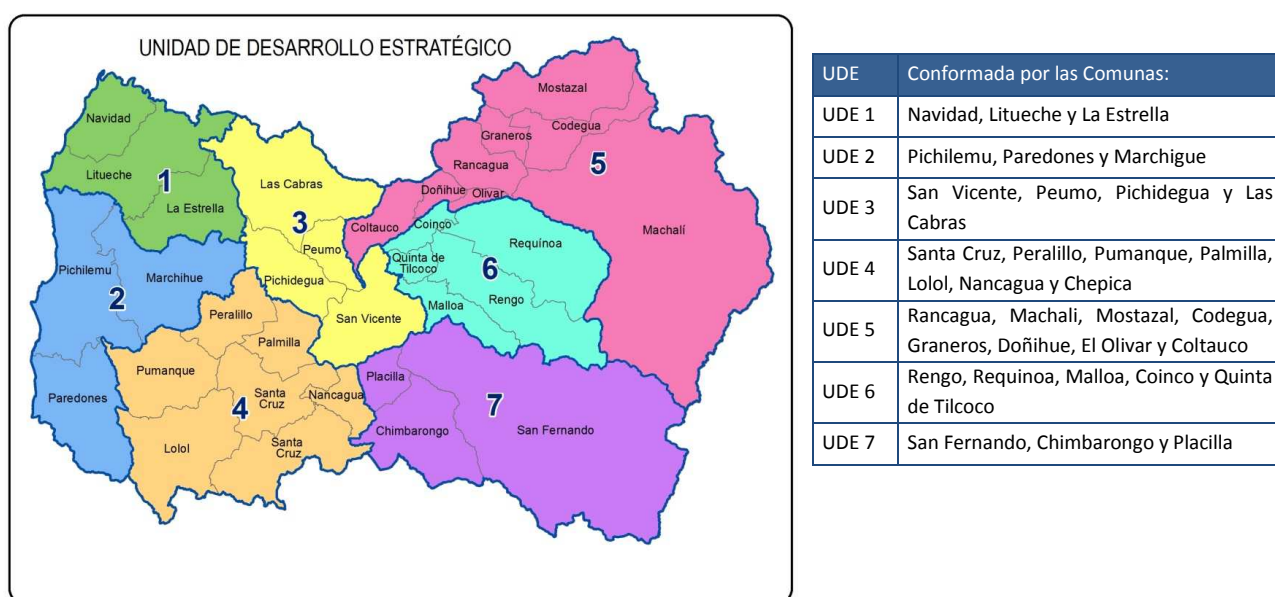 UNIDAD DE DESARROLLO ESTRATÉGICO
Mostazal
Navidad
Codegua
Graneros
5
Rancagua
Litueche
1
Las Cabras
Doñihue
Olivar
La Estrella
3
Coltauco
Coinco
Machalí
Requínoa
Peumo
Quinta de
Tilcoco
6
Pichilemu
Marchihue
Pichidegua
2
Rengo
Malloa
Peralillo
San Vicente
Palmilla
Pumanque
Placilla
Paredones
Santa
Cruz
Nancagua
4
7
Chimbarongo
San Fernando
Lolol
Santa
Cruz
UDE Conformada por las Comunas:
UDE 1 Navidad, Litueche y La Estrella
UDE 2 Pichilemu, Paredones y Marchigue
UDE 3 San Vicente, Peumo, Pichidegua y Las
Cabras
UDE 4 Santa Cruz, Peralillo, Pumanque, Palmilla,
Lolol, Nancagua y Chepica
UDE 5 Rancagua, Machali, Mostazal, Codegua,
Graneros, Doñihue, El Olivar y Coltauco
UDE 6 Rengo, Requinoa, Malloa, Coinco y Quinta
de Tilcoco
UDE 7 San Fernando, Chimbarongo y Placilla